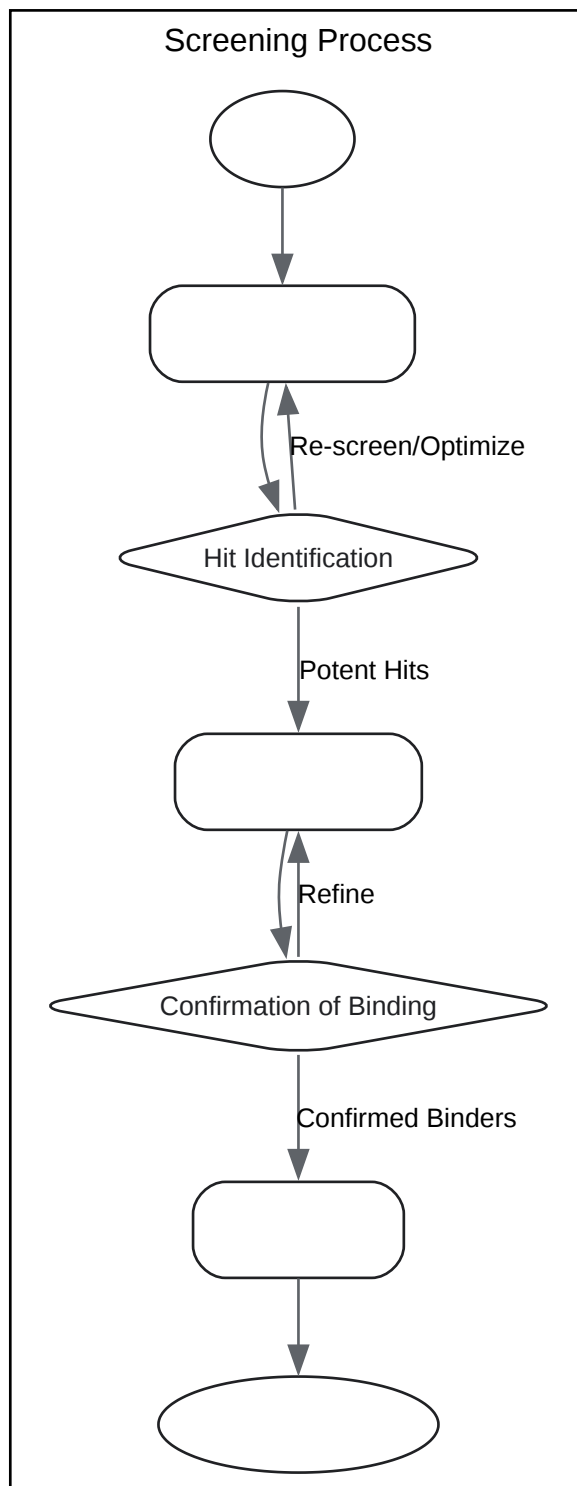 Screening Process
Re-screen/Optimize
Hit Identification
Potent Hits
Refine
Confirmation of Binding
Confirmed Binders